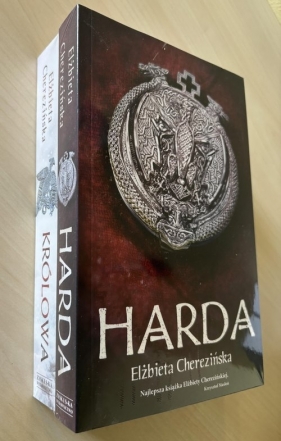 Elżbieta
Cherezińska
KRÓLOWA
Elżbieta
Cherezińska
HARDA
HARDA
Elżbieta Cherezińska
Najlepsza książka Elżbiety Cherezińskiej.